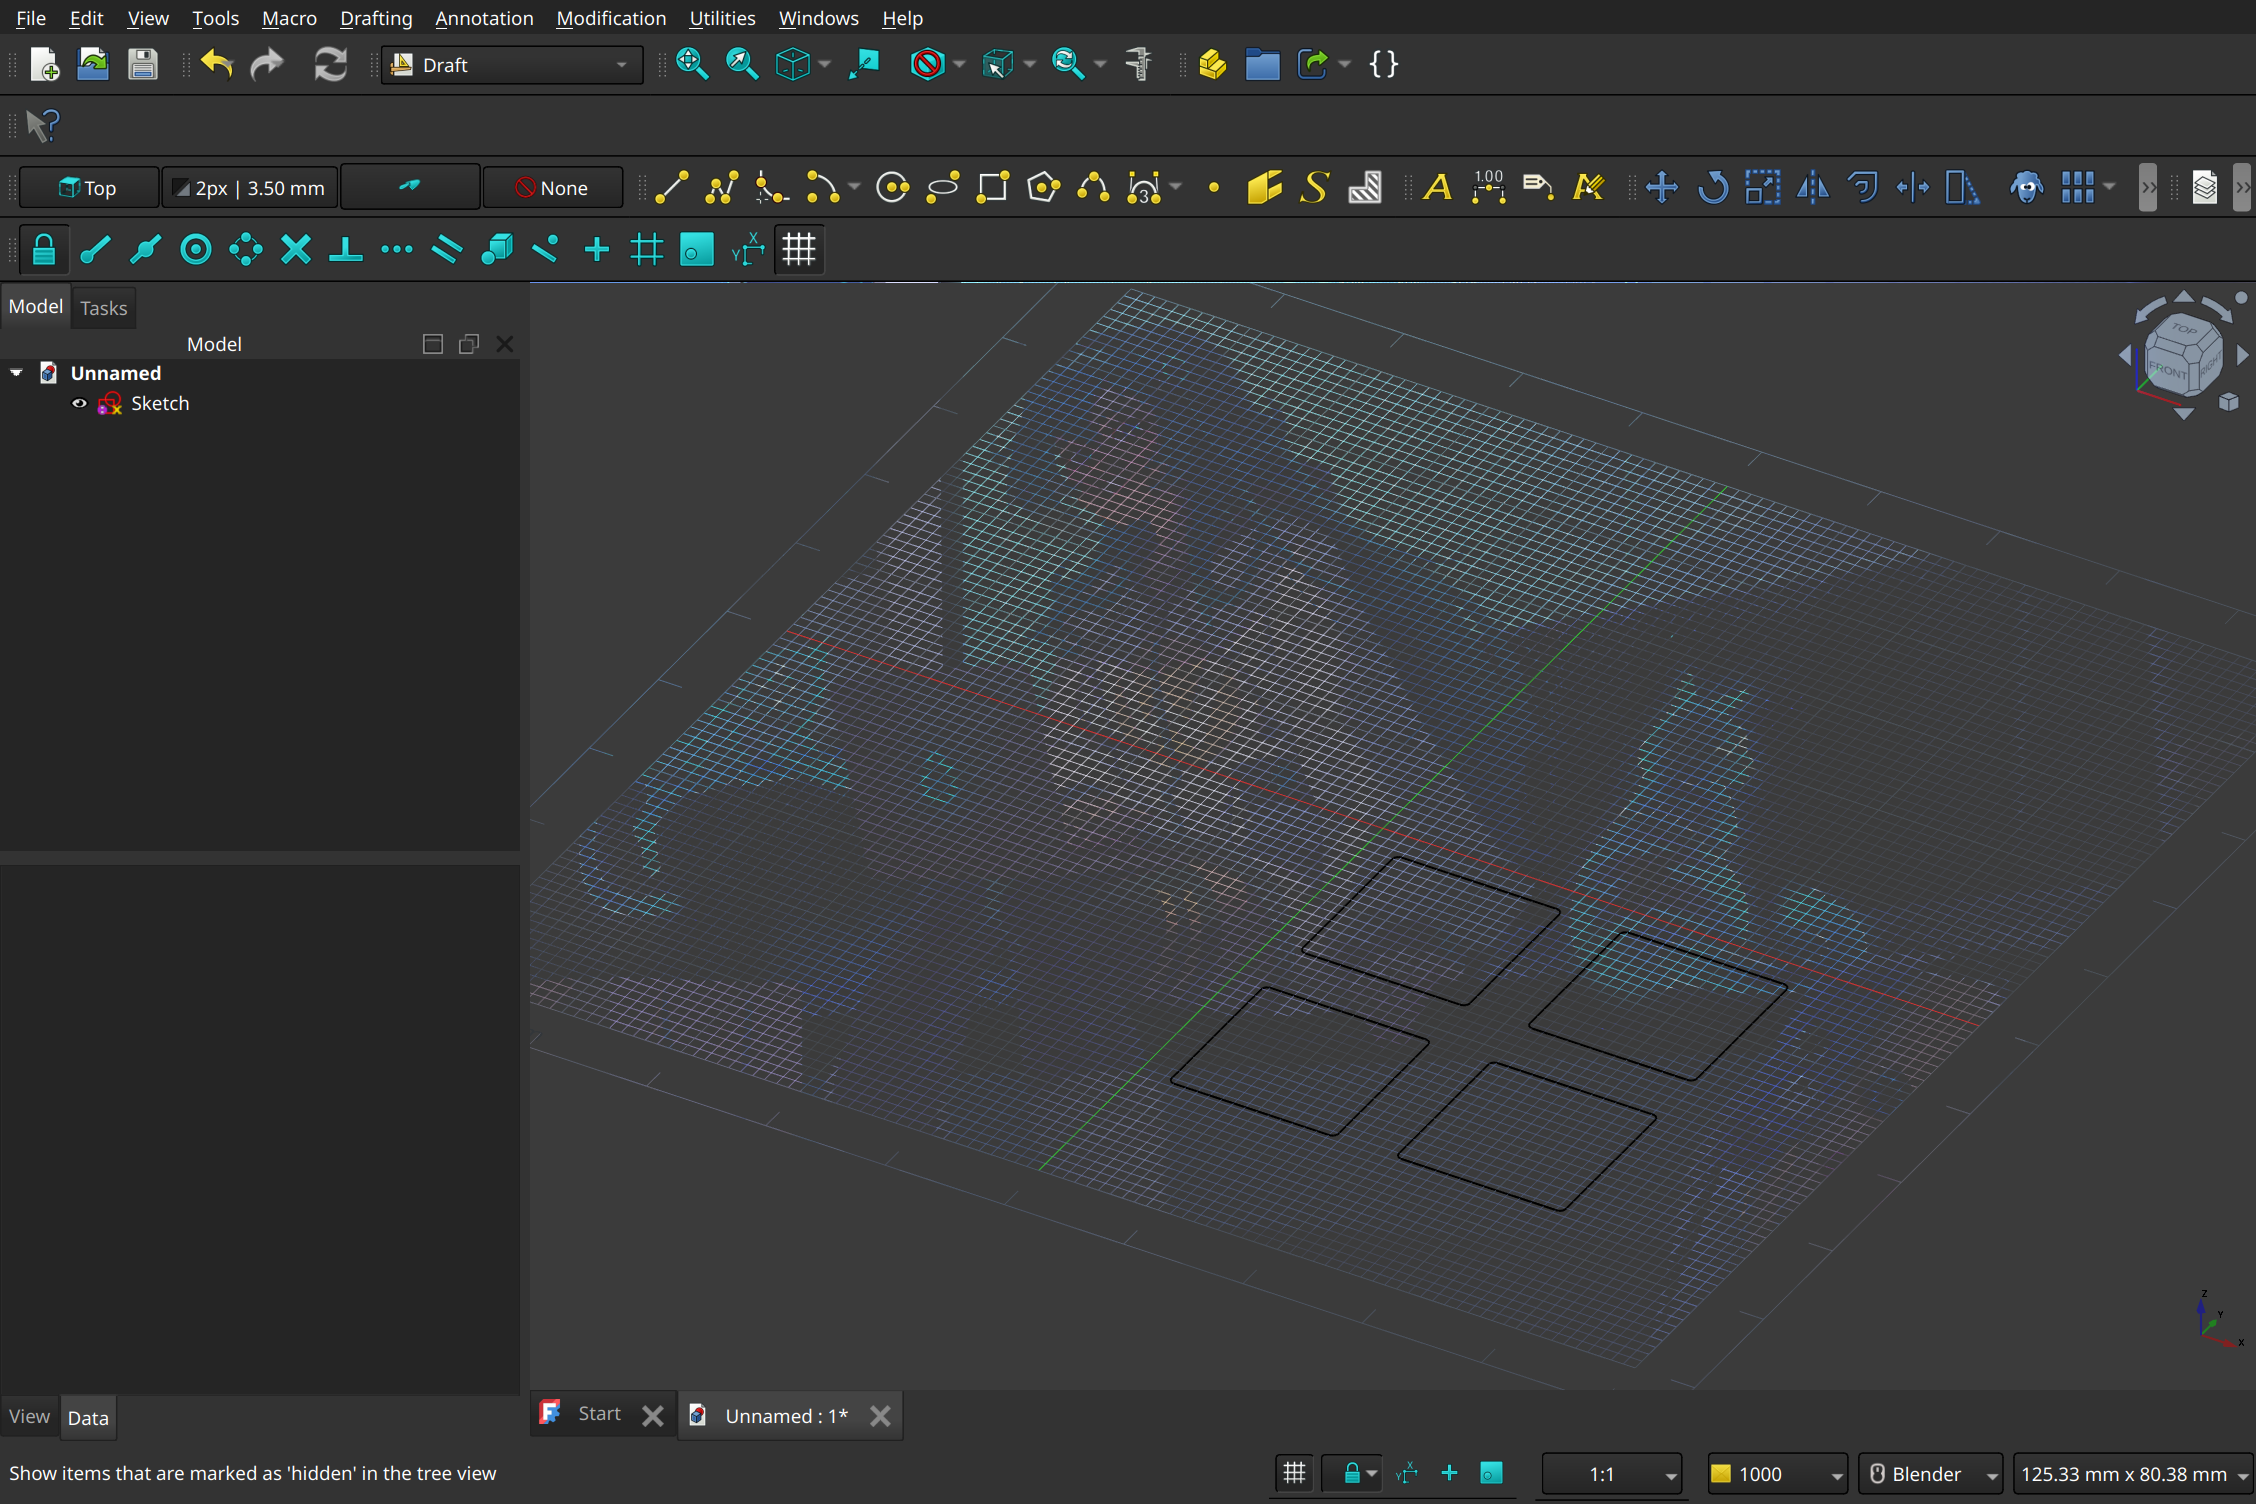 File Edit View Tools Macro Drafting Annotation Modification Utilities Windows Help
Draft
Top 2px | 3.50 mm None
1.00
3
X
Y
Model Tasks
Model
Unnamed
Sketch
TOP
FRONT RIGHT
Z
Y
X
View Data
Start Unnamed : 1*
Show items that are marked as 'hidden' in the tree view
1:1 1000 Blender 125.33 mm x 80.38 mm